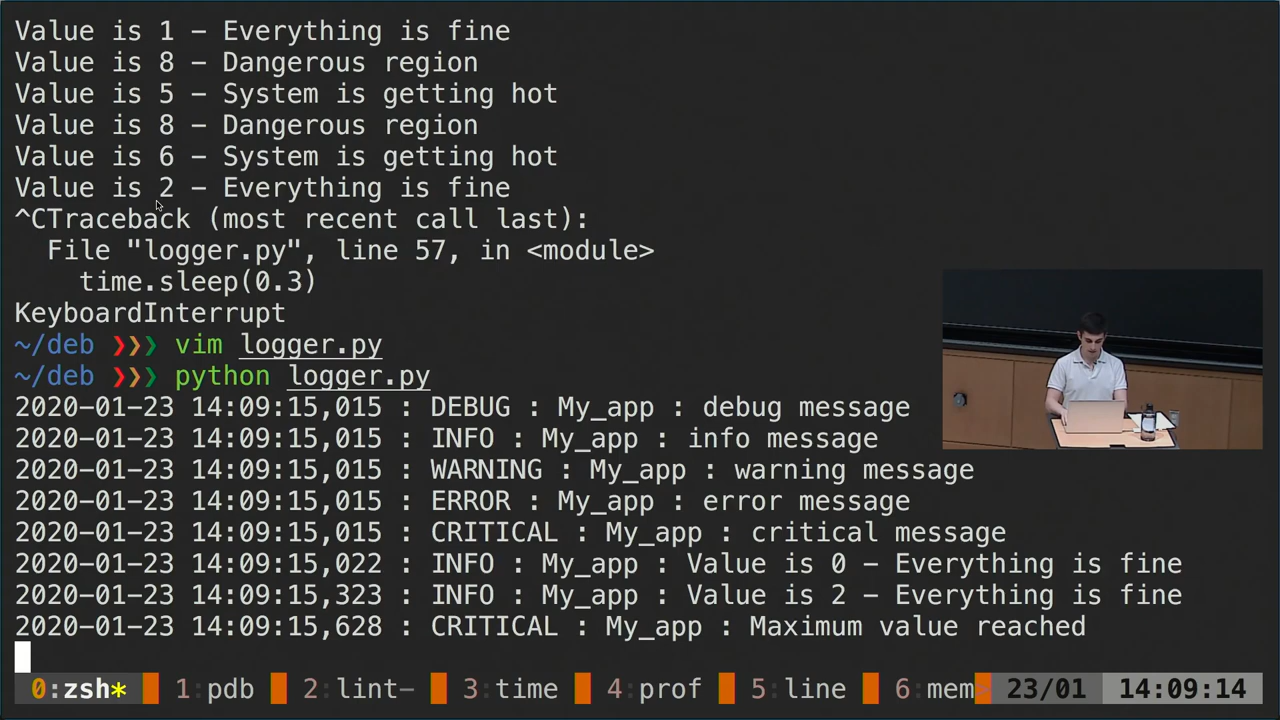 Value is 1 – Everything is fine
Value is 8 – Dangerous region
Value is 5 – System is getting hot
Value is 8 – Dangerous region
Value is 6 – System is getting hot
Value is 2 – Everything is fine
^CTraceback (most recent call last):
File "logger.py", line 57, in <module>
time.sleep(0.3)
KeyboardInterrupt
~/deb ❯❯❯ vim logger.py
~/deb ❯❯❯ python logger.py
2020-01-23 14:09:15,015 : DEBUG : My_app : debug message
2020-01-23 14:09:15,015 : INFO : My_app : info message
2020-01-23 14:09:15,015 : WARNING : My_app : warning message
2020-01-23 14:09:15,015 : ERROR : My_app : error message
2020-01-23 14:09:15,015 : CRITICAL : My_app : critical message
2020-01-23 14:09:15,022 : INFO : My_app : Value is 0 – Everything is fine
2020-01-23 14:09:15,323 : INFO : My_app : Value is 2 – Everything is fine
2020-01-23 14:09:15,628 : CRITICAL : My_app : Maximum value reached
0:zsh* 1:pdb 2:lint- 3:time 4:prof 5:line 6:mem 23/01 14:09:14